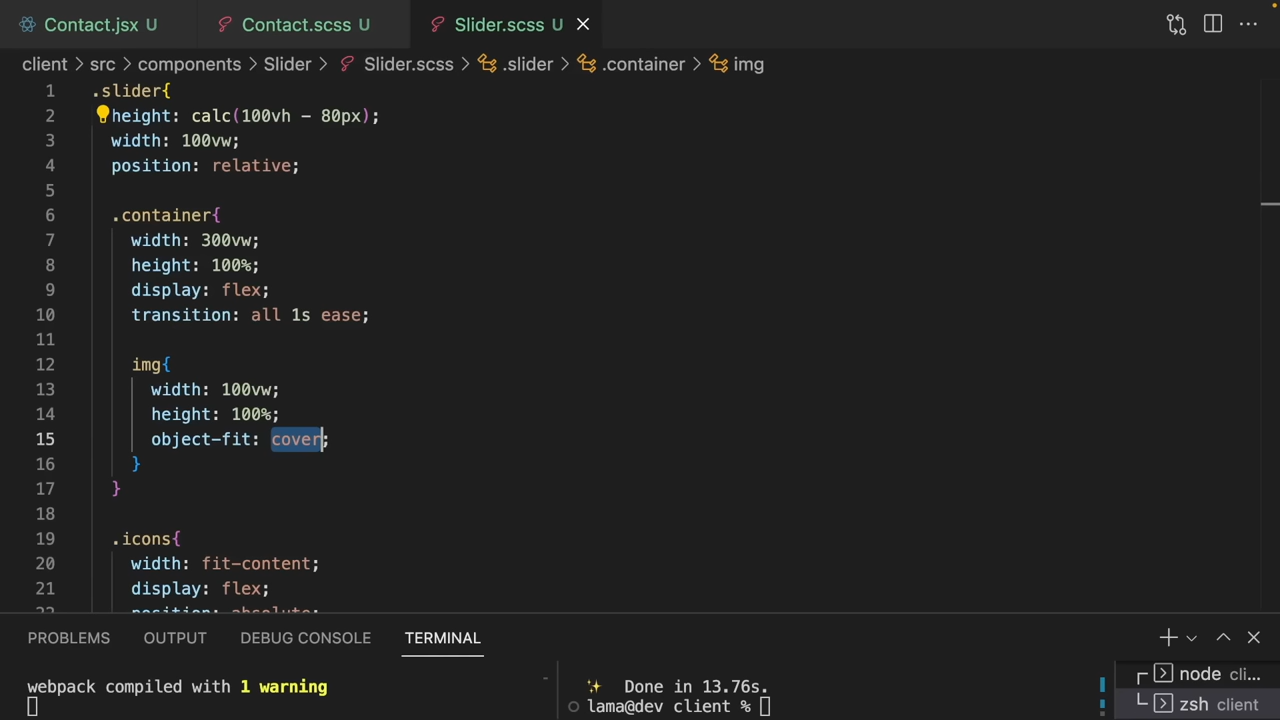 Contact.jsx U Contact.scss U Slider.scss U
client > src > components > Slider > Slider.scss > .slider > .container > img
1 .slider{
2 height: calc(100vh - 80px);
3 width: 100vw;
4 position: relative;
5
6 .container{
7 width: 300vw;
8 height: 100%;
9 display: flex;
10 transition: all 1s ease;
11
12 img{
13 width: 100vw;
14 height: 100%;
15 object-fit: cover;
16 }
17 }
18
19 .icons{
20 width: fit-content;
21 display: flex;
22 position: absolute;
PROBLEMS OUTPUT DEBUG CONSOLE TERMINAL
webpack compiled with 1 warning
✨ Done in 13.76s.
lama@dev client %
node cli...
zsh client